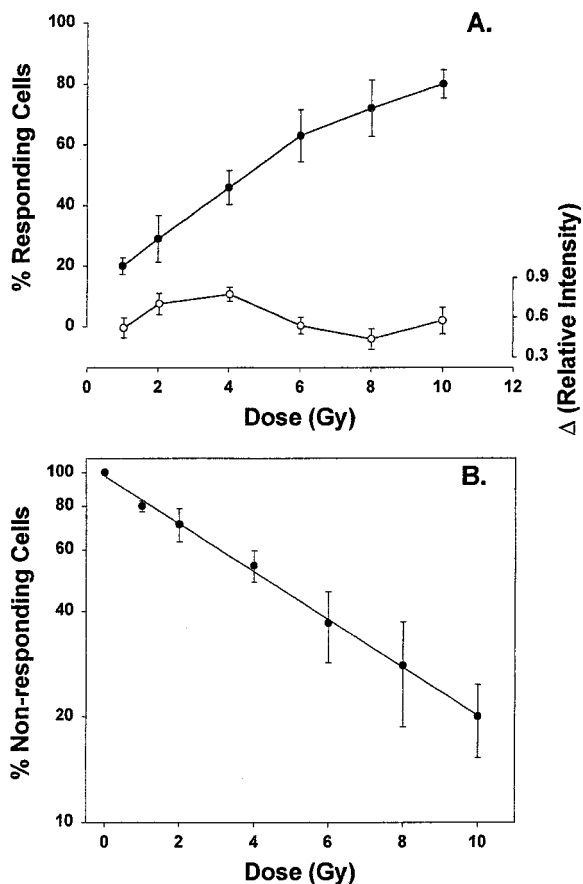 A.
100
80
60
40
20
0
% Responding Cells
0.9
0.6
0.3
Δ (Relative Intensity)
0 2 4 6 8 10 12
Dose (Gy)
B.
100
80
60
40
20
10
% Non-responding Cells
0 2 4 6 8 10
Dose (Gy)